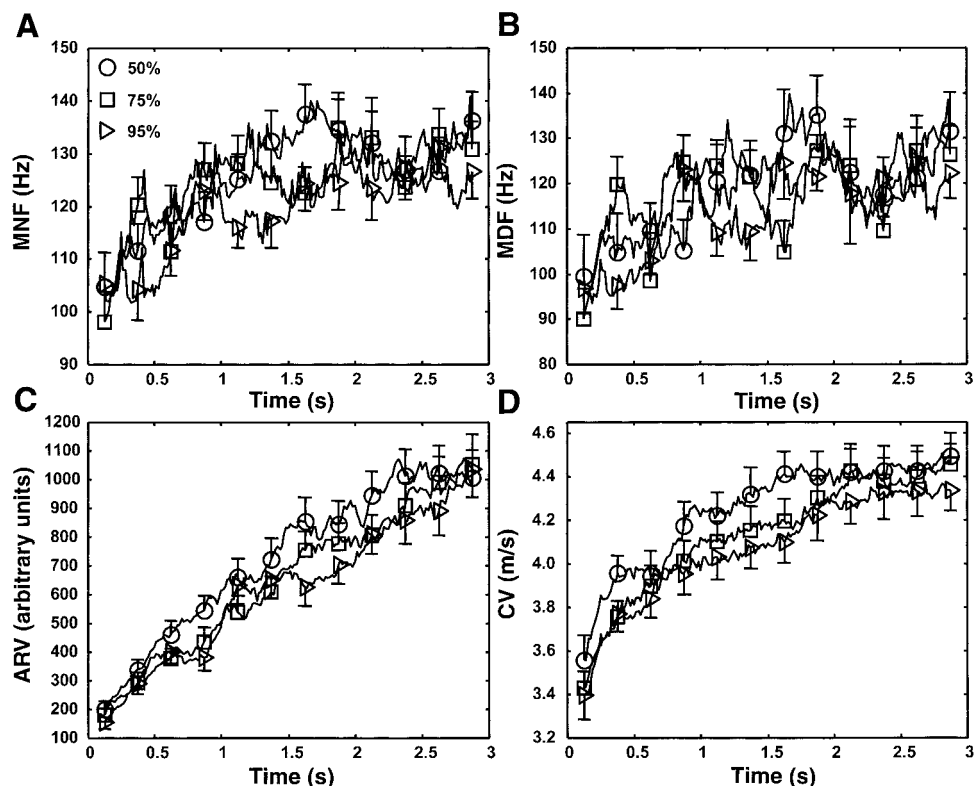 A
MNF (Hz)
150
140
130
120
110
100
90
50%
75%
95%
0 0.5 1 1.5 2 2.5 3
Time (s)
B
MDF (Hz)
150
140
130
120
110
100
90
80
0 0.5 1 1.5 2 2.5 3
Time (s)
C
ARV (arbitrary units)
1200
1100
1000
900
800
700
600
500
400
300
200
100
0 0.5 1 1.5 2 2.5 3
Time (s)
D
CV (m/s)
4.6
4.4
4.2
4.0
3.8
3.6
3.4
3.2
0 0.5 1 1.5 2 2.5 3
Time (s)